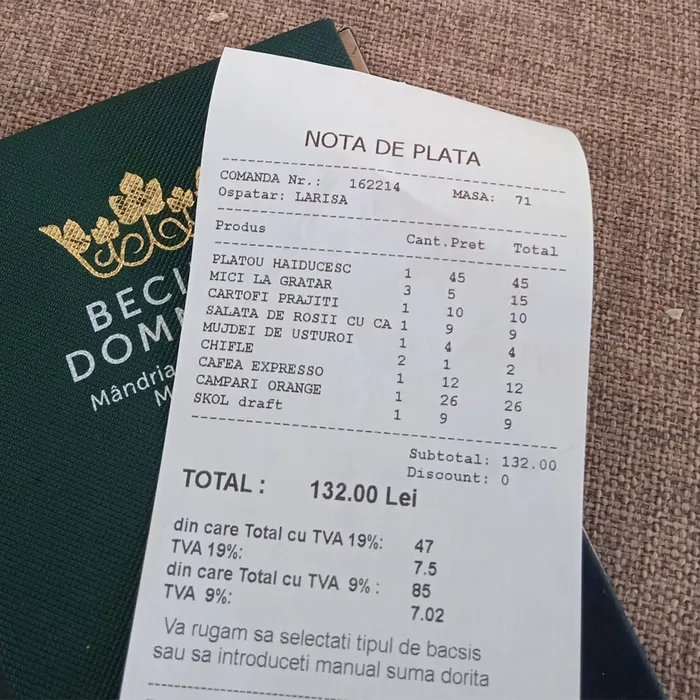 NOTA DE PLATA
COMANDA Nr.: 162214 MASA: 71
Ospatar: LARISA
Produs Cant. Pret Total
PLATOU HAIDUCESC 1 45 45
MICI LA GRATAR 3 5 15
CARTOFI PRAJITI 1 10 10
SALATA DE ROSII CU CA 1 9 9
MUJDEI DE USTUROI 1 4 4
CHIFLE 2 1 2
CAFEA EXPRESSO 1 12 12
CAMPARI ORANGE 1 26 26
SKOL draft 1 9 9
Subtotal: 132.00
Discount: 0
TOTAL : 132.00 Lei
din care Total cu TVA 19%: 47
TVA 19%: 7.5
din care Total cu TVA 9% : 85
TVA 9%: 7.02
Va rugam sa selectati tipul de bacsis
sau sa introduceti manual suma dorita
Mândria